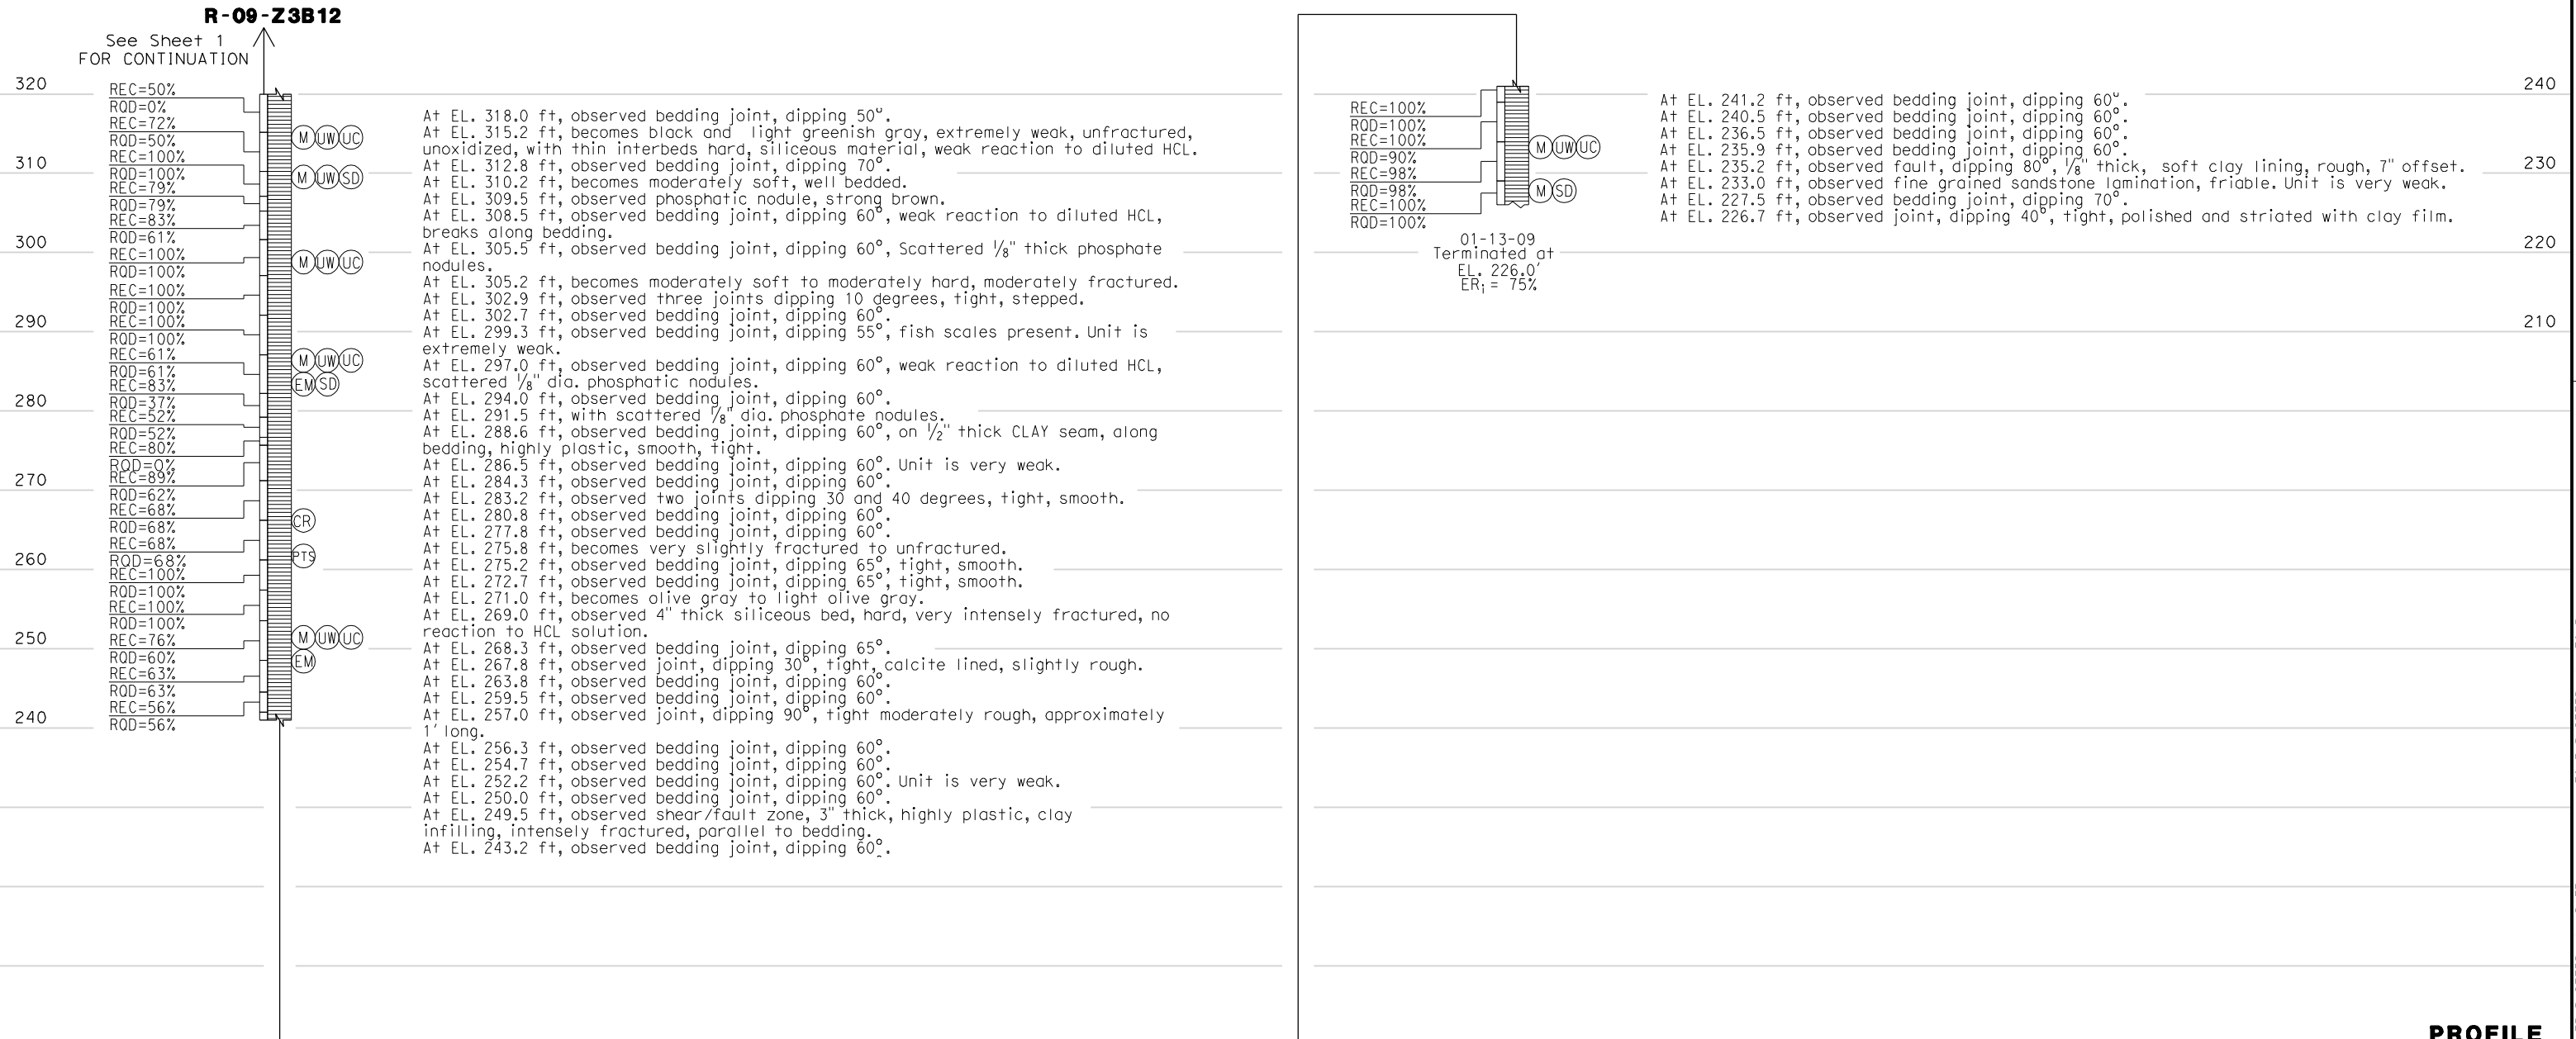 R-09-Z3B12
See Sheet 1
FOR CONTINUATION
320
310
300
290
280
270
260
250
240
REC=50%
RQD=0%
REC=72%
RQD=50%
REC=100%
RQD=100%
REC=79%
RQD=79%
REC=83%
RQD=61%
REC=100%
RQD=100%
REC=100%
RQD=100%
REC=100%
RQD=100%
REC=61%
RQD=61%
REC=83%
RQD=37%
REC=52%
RQD=52%
REC=80%
RQD=0%
REC=89%
RQD=62%
REC=68%
RQD=68%
REC=68%
RQD=68%
REC=100%
RQD=100%
REC=100%
RQD=100%
REC=76%
RQD=60%
REC=63%
RQD=63%
REC=56%
RQD=56%
M UW UC
M UW SD
M UW UC
M UW UC
EM SD
CR
PTS
M UW UC
EM
At EL. 318.0 ft, observed bedding joint, dipping 50°.
At EL. 315.2 ft, becomes black and light greenish gray, extremely weak, unfractured,
unoxidized, with thin interbeds hard, siliceous material, weak reaction to diluted HCL.
At EL. 312.8 ft, observed bedding joint, dipping 70°.
At EL. 310.2 ft, becomes moderately soft, well bedded.
At EL. 309.5 ft, observed phosphatic nodule, strong brown.
At EL. 308.5 ft, observed bedding joint, dipping 60°, weak reaction to diluted HCL,
breaks along bedding.
At EL. 305.5 ft, observed bedding joint, dipping 60°, Scattered 1/8" thick phosphate
nodules.
At EL. 305.2 ft, becomes moderately soft to moderately hard, moderately fractured.
At EL. 302.9 ft, observed three joints dipping 10 degrees, tight, stepped.
At EL. 302.7 ft, observed bedding joint, dipping 60°.
At EL. 299.3 ft, observed bedding joint, dipping 55°, fish scales present. Unit is
extremely weak.
At EL. 297.0 ft, observed bedding joint, dipping 60°, weak reaction to diluted HCL,
scattered 1/8" dia. phosphatic nodules.
At EL. 294.0 ft, observed bedding joint, dipping 60°.
At EL. 291.5 ft, with scattered 1/8" dia. phosphate nodules.
At EL. 288.6 ft, observed bedding joint, dipping 60°, on 1/2" thick CLAY seam, along
bedding, highly plastic, smooth, tight.
At EL. 286.5 ft, observed bedding joint, dipping 60°. Unit is very weak.
At EL. 284.3 ft, observed bedding joint, dipping 60°.
At EL. 283.2 ft, observed two joints dipping 30 and 40 degrees, tight, smooth.
At EL. 280.8 ft, observed bedding joint, dipping 60°.
At EL. 277.8 ft, observed bedding joint, dipping 60°.
At EL. 275.8 ft, becomes very slightly fractured to unfractured.
At EL. 275.2 ft, observed bedding joint, dipping 65°, tight, smooth.
At EL. 272.7 ft, observed bedding joint, dipping 65°, tight, smooth.
At EL. 271.0 ft, becomes olive gray to light olive gray.
At EL. 269.0 ft, observed 4" thick siliceous bed, hard, very intensely fractured, no
reaction to HCL solution.
At EL. 268.3 ft, observed bedding joint, dipping 65°.
At EL. 267.8 ft, observed joint, dipping 30°, tight, calcite lined, slightly rough.
At EL. 263.8 ft, observed bedding joint, dipping 60°.
At EL. 259.5 ft, observed bedding joint, dipping 60°.
At EL. 257.0 ft, observed joint, dipping 90°, tight moderately rough, approximately
1' long.
At EL. 256.3 ft, observed bedding joint, dipping 60°.
At EL. 254.7 ft, observed bedding joint, dipping 60°.
At EL. 252.2 ft, observed bedding joint, dipping 60°. Unit is very weak.
At EL. 250.0 ft, observed bedding joint, dipping 60°.
At EL. 249.5 ft, observed shear/fault zone, 3" thick, highly plastic, clay
infilling, intensely fractured, parallel to bedding.
At EL. 243.2 ft, observed bedding joint, dipping 60°.
REC=100%
RQD=100%
REC=100%
RQD=90%
REC=98%
RQD=98%
REC=100%
RQD=100%
M UW UC
M SD
01-13-09
Terminated at
EL. 226.0'
ERi = 75%
At EL. 241.2 ft, observed bedding joint, dipping 60°.
At EL. 240.5 ft, observed bedding joint, dipping 60°.
At EL. 236.5 ft, observed bedding joint, dipping 60°.
At EL. 235.9 ft, observed bedding joint, dipping 60°.
At EL. 235.2 ft, observed fault, dipping 80°, 1/8" thick, soft clay lining, rough, 7" offset.
At EL. 233.0 ft, observed fine grained sandstone lamination, friable. Unit is very weak.
At EL. 227.5 ft, observed bedding joint, dipping 70°.
At EL. 226.7 ft, observed joint, dipping 40°, tight, polished and striated with clay film.
240
230
220
210
PROFILE